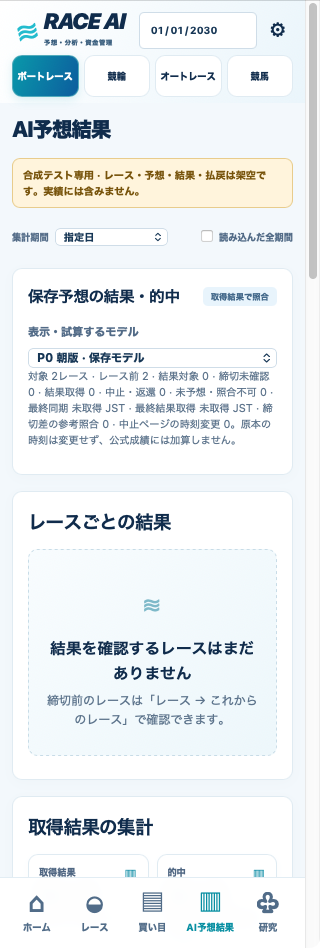 RACE AI
予想・分析・資金管理
01/01/2030
ボートレース
競輪
オートレース
競馬
AI予想結果
合成テスト専用・レース・予想・結果・払戻は架空で
す。実績には含みません。
集計期間
指定日
読み込んだ全期間
保存予想の結果・的中
取得結果で照合
表示・試算するモデル
P0 朝版・保存モデル
対象 2レース・レース前 2・結果対象 0・締切未確認
0・結果取得 0・中止・返還 0・未予想・照合不可 0・
最終同期 未取得 JST・最終結果取得 未取得 JST・締
切差の参考照合 0・中止ページの時刻変更 0。原本の
時刻は変更せず、公式成績には加算しません。
レースごとの結果
結果を確認するレースはまだ
ありません
締切前のレースは「レース → これから
のレース」で確認できます。
取得結果の集計
取得結果
的中
ホーム
レース
買い目
AI予想結果
研究